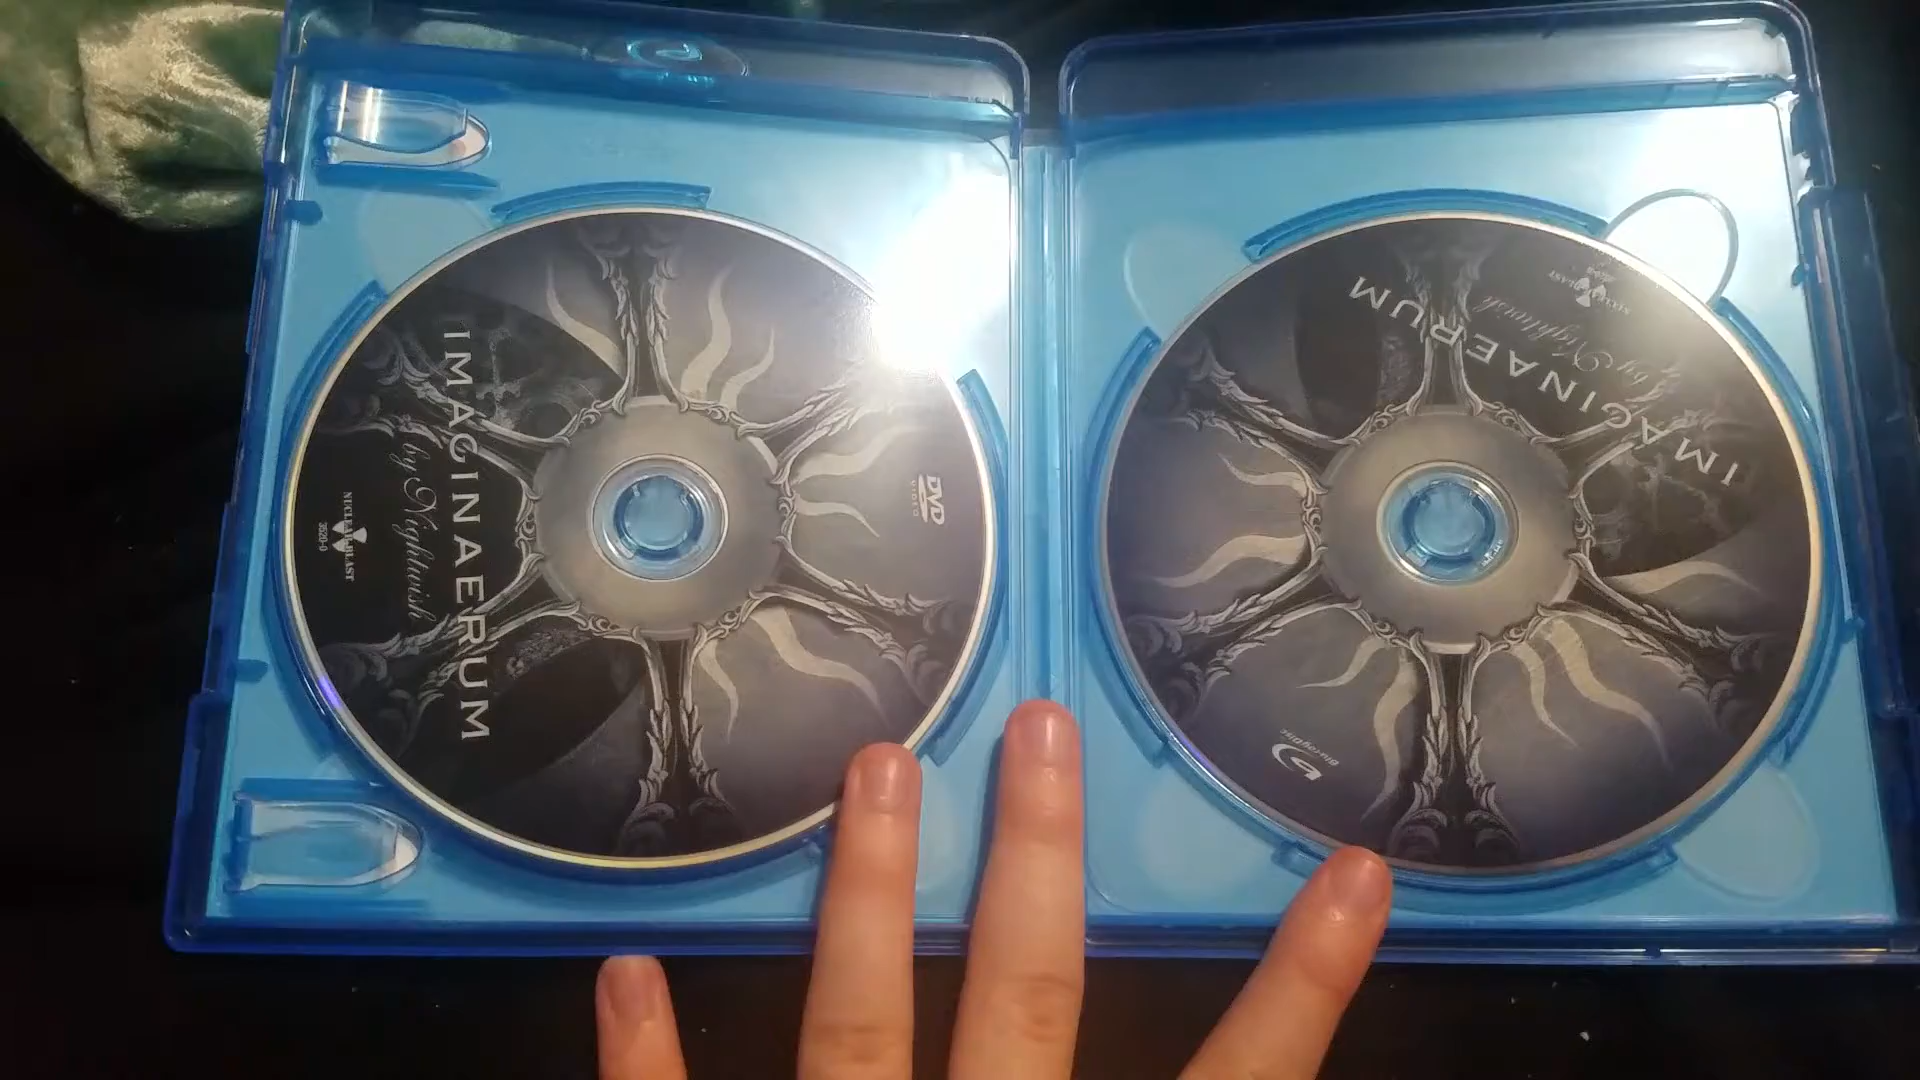 IMAGINAERUM
by Nightwish
NUCLEAR BLAST
DVD
VIDEO
IMAGINAERUM
by Nightwish
NUCLEAR BLAST
Blu-ray Disc